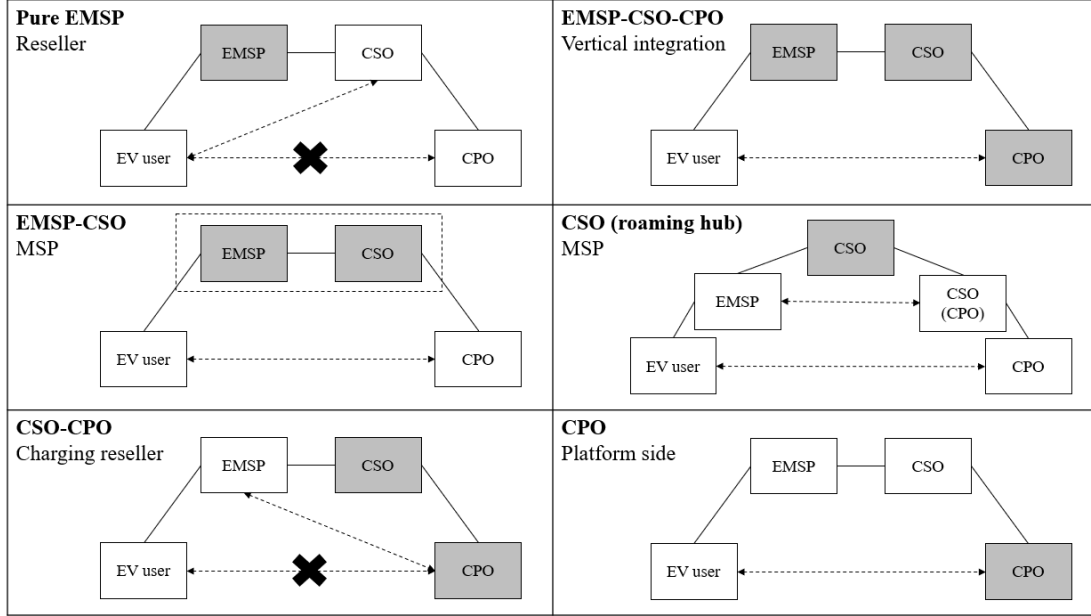 Pure EMSP
Reseller
EMSP
CSO
EV user
CPO
EMSP-CSO-CPO
Vertical integration
EMSP
CSO
EV user
CPO
EMSP-CSO
MSP
EMSP
CSO
EV user
CPO
CSO (roaming hub)
MSP
CSO
EMSP
CSO
(CPO)
EV user
CPO
CSO-CPO
Charging reseller
EMSP
CSO
EV user
CPO
CPO
Platform side
EMSP
CSO
EV user
CPO